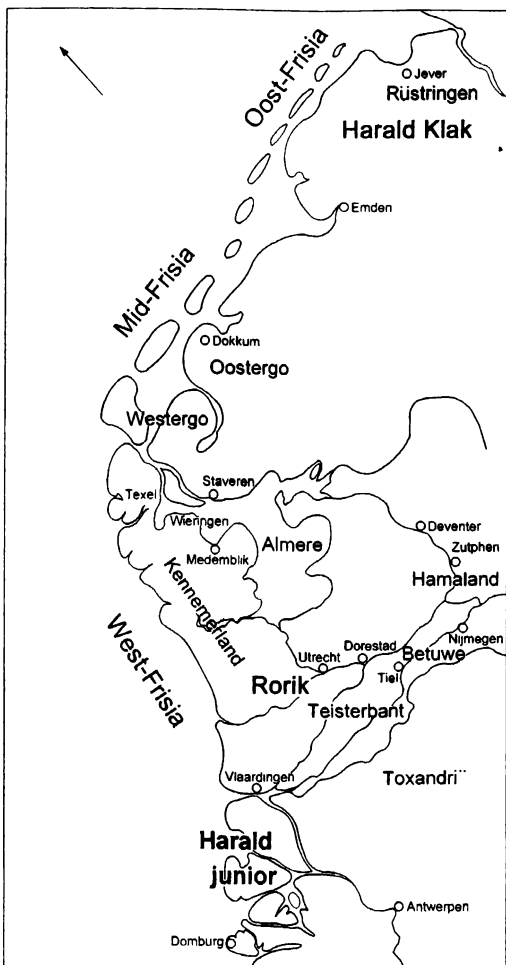 Oost-Frisia
Jever
Rüstringen
Harald Klak
Emden
Mid-Frisia
Dokkum
Oostergo
Westergo
Staveren
Texel
Wieringen
Medemblik
Almere
Deventer
Zutphen
Hamaland
Kennemerland
West-Frisia
Nijmegen
Dorestad
Betuwe
Utrecht
Tiel
Rorik
Teisterbant
Vlaardingen
Toxandri¨
Harald
junior
Antwerpen
Domburg